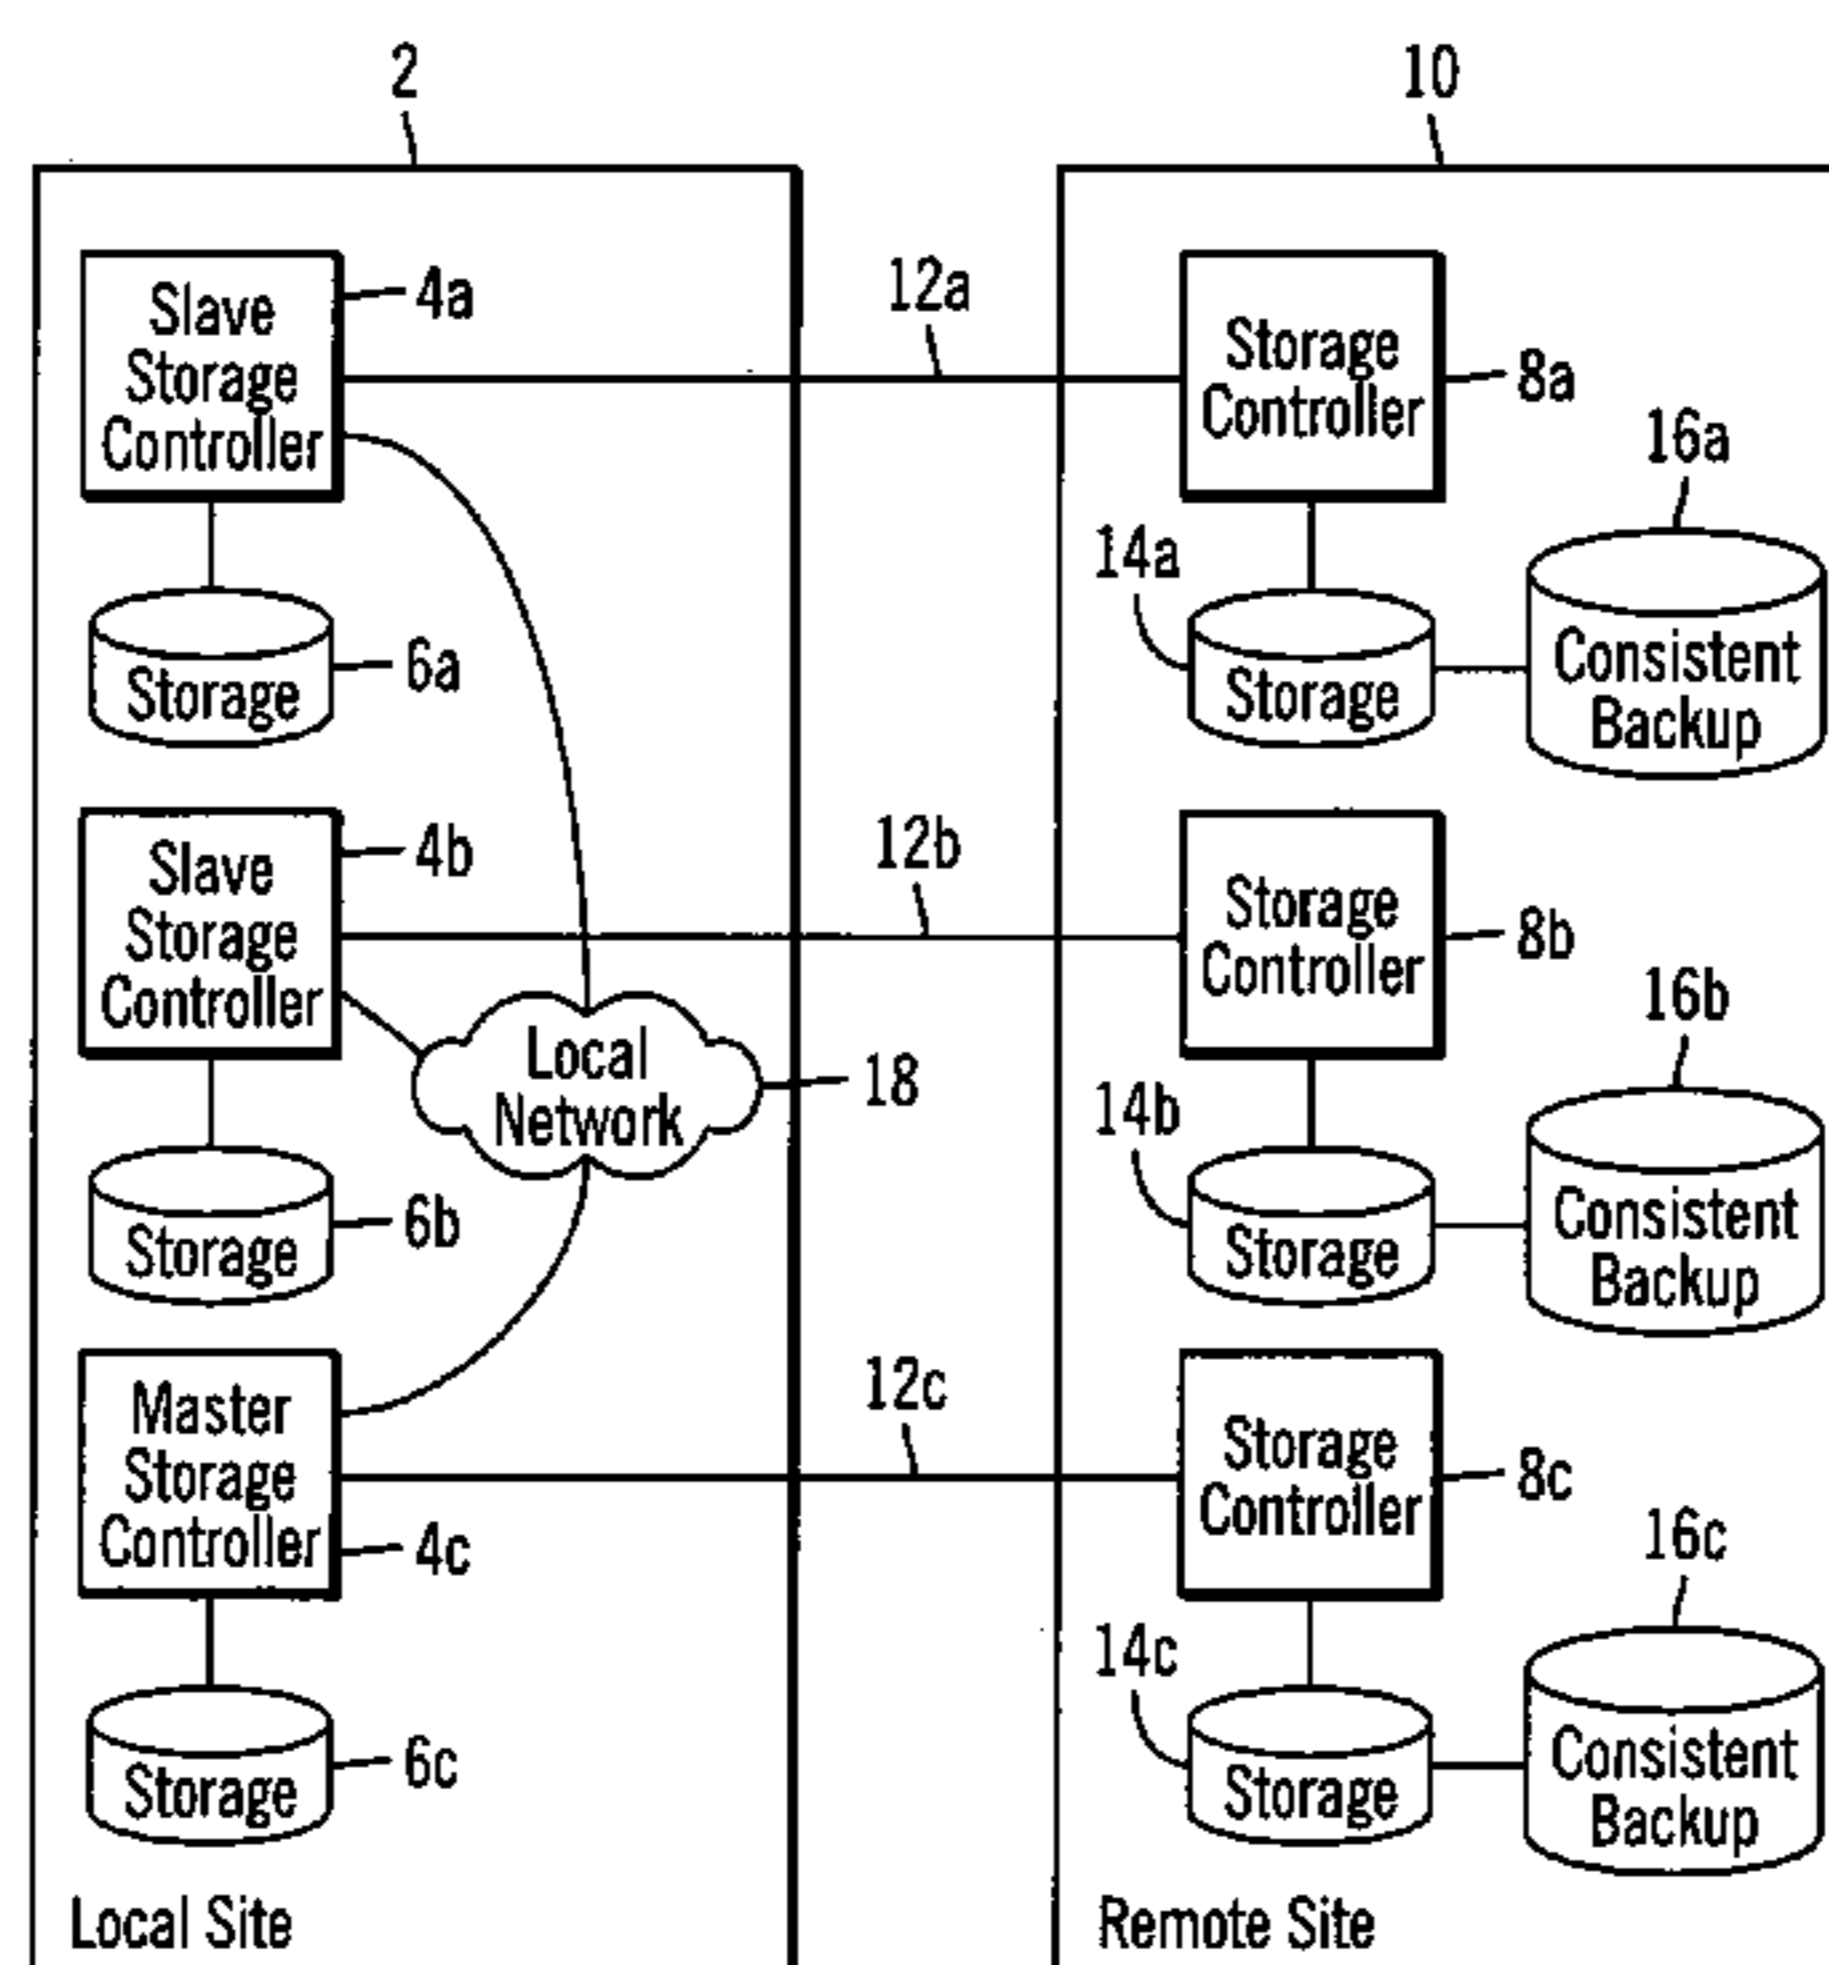 2
10
Slave
Storage
Controller
4a
12a
Storage
Controller
8a
16a
14a
Storage
6a
Storage
Consistent
Backup
Slave
Storage
Controller
4b
12b
Storage
Controller
8b
16b
Local
Network
18
14b
Storage
6b
Storage
Consistent
Backup
Master
Storage
Controller
4c
12c
Storage
Controller
8c
16c
14c
Storage
6c
Storage
Consistent
Backup
Local Site
Remote Site